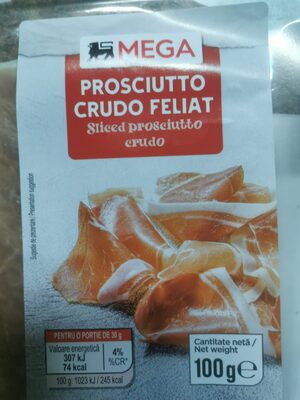 MEGA
PROSCIUTTO
CRUDO FELIAT
Sliced prosciutto
crudo
Sugestie de prezentare / Presentation suggestion
PENTRU O PORȚIE DE 30 g
Valoare energetică
307 kJ
74 kcal
4%
%CR*
100 g: 1023 kJ / 245 kcal
Cantitate netă /
Net weight
100g e